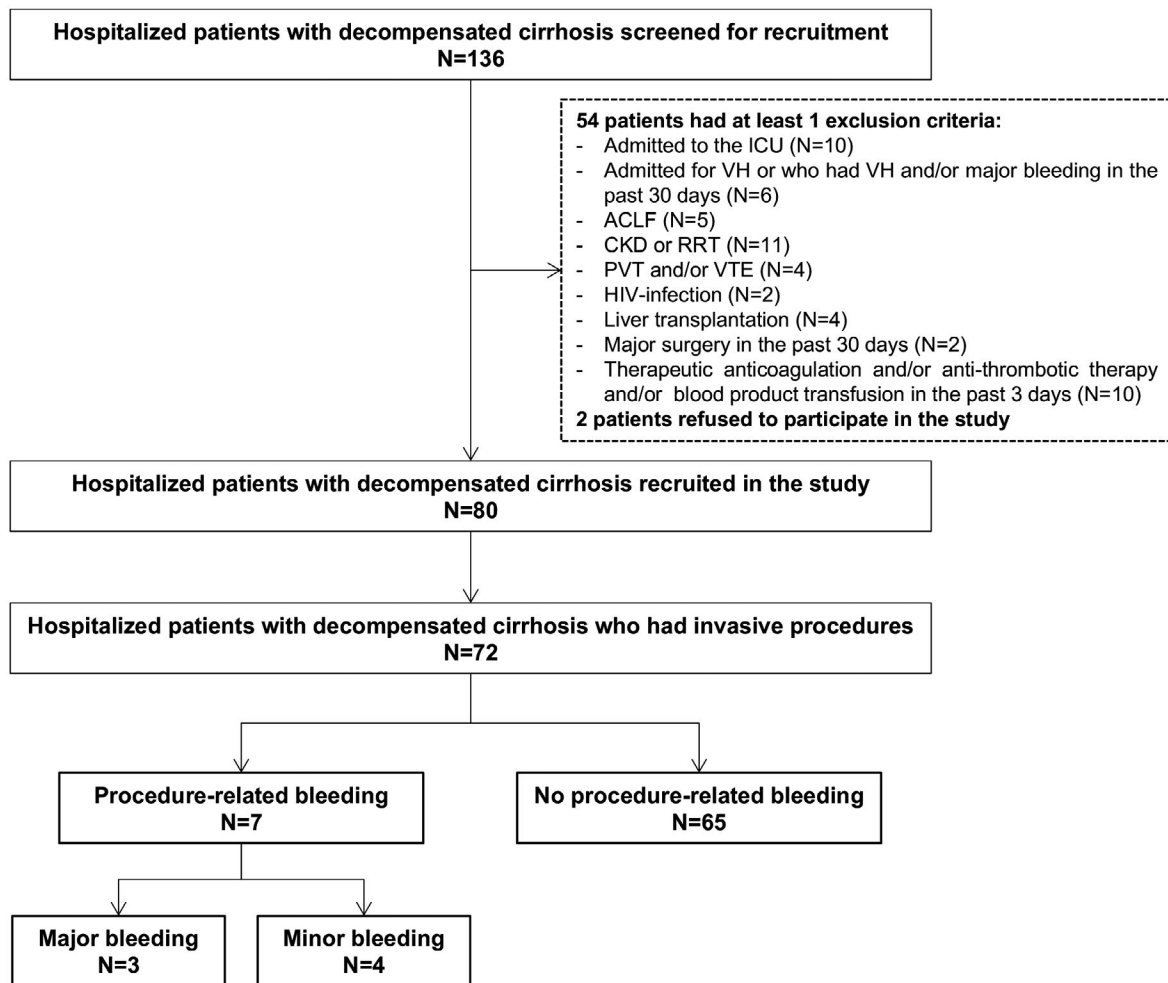 Hospitalized patients with decompensated cirrhosis screened for recruitment
N=136
54 patients had at least 1 exclusion criteria:
- Admitted to the ICU (N=10)
- Admitted for VH or who had VH and/or major bleeding in the
past 30 days (N=6)
- ACLF (N=5)
- CKD or RRT (N=11)
- PVT and/or VTE (N=4)
- HIV-infection (N=2)
- Liver transplantation (N=4)
- Major surgery in the past 30 days (N=2)
- Therapeutic anticoagulation and/or anti-thrombotic therapy
and/or blood product transfusion in the past 3 days (N=10)
2 patients refused to participate in the study
Hospitalized patients with decompensated cirrhosis recruited in the study
N=80
Hospitalized patients with decompensated cirrhosis who had invasive procedures
N=72
Procedure-related bleeding
N=7
No procedure-related bleeding
N=65
Major bleeding
N=3
Minor bleeding
N=4